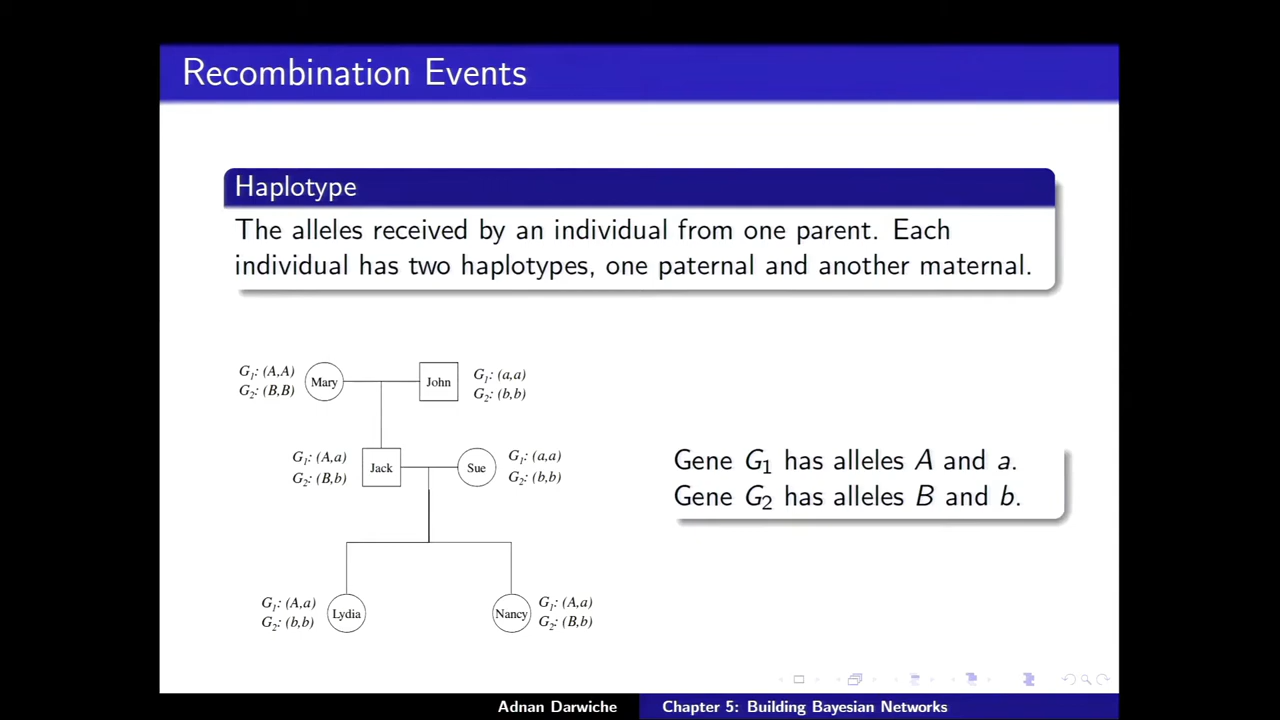 Recombination Events
Haplotype
The alleles received by an individual from one parent. Each
individual has two haplotypes, one paternal and another maternal.
G1: (A,A)
G2: (B,B)
Mary
John
G1: (a,a)
G2: (b,b)
G1: (A,a)
G2: (B,b)
Jack
Sue
G1: (a,a)
G2: (b,b)
Gene G1 has alleles A and a.
Gene G2 has alleles B and b.
G1: (A,a)
G2: (b,b)
Lydia
Nancy
G1: (A,a)
G2: (B,b)
Adnan Darwiche
Chapter 5: Building Bayesian Networks